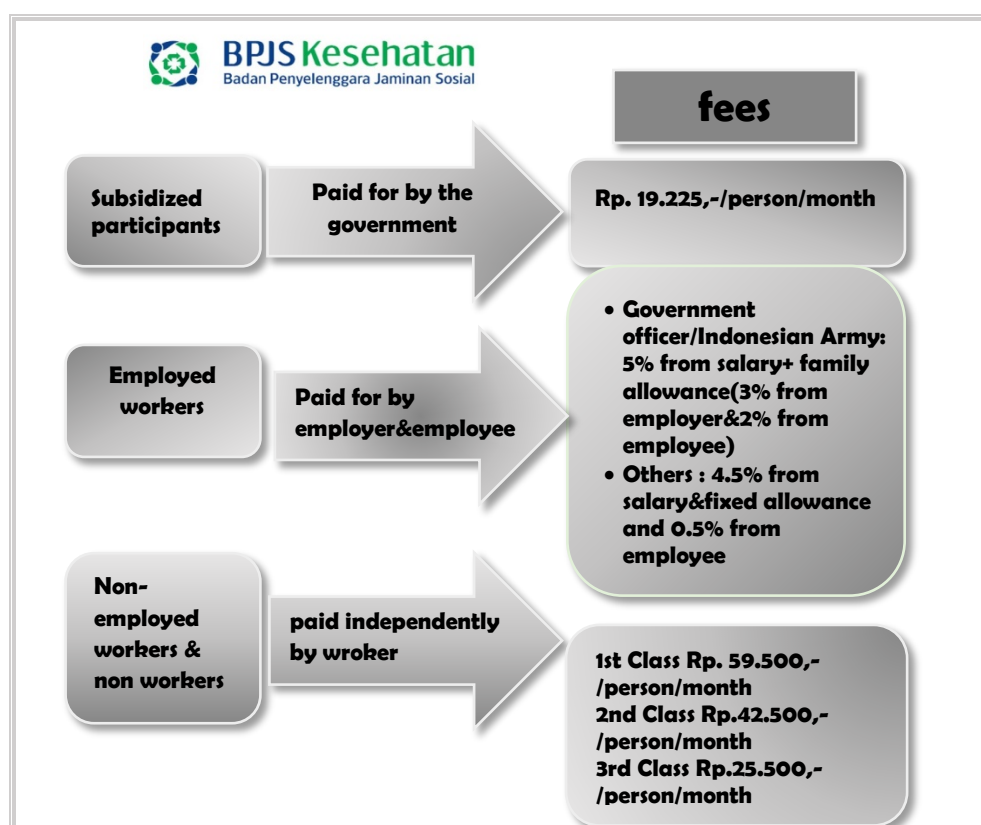 BPJS Kesehatan
Badan Penyelenggara Jaminan Sosial
fees
Subsidized
participants
Paid for by the
government
Rp. 19.225,-/person/month
Employed
workers
Paid for by
employer&employee
• Government
officer/Indonesian Army:
5% from salary+ family
allowance(3% from
employer&2% from
employee)
• Others : 4.5% from
salary&fixed allowance
and 0.5% from
employee
Non-
employed
workers &
non workers
paid independently
by wroker
1st Class Rp. 59.500,-
/person/month
2nd Class Rp.42.500,-
/person/month
3rd Class Rp.25.500,-
/person/month